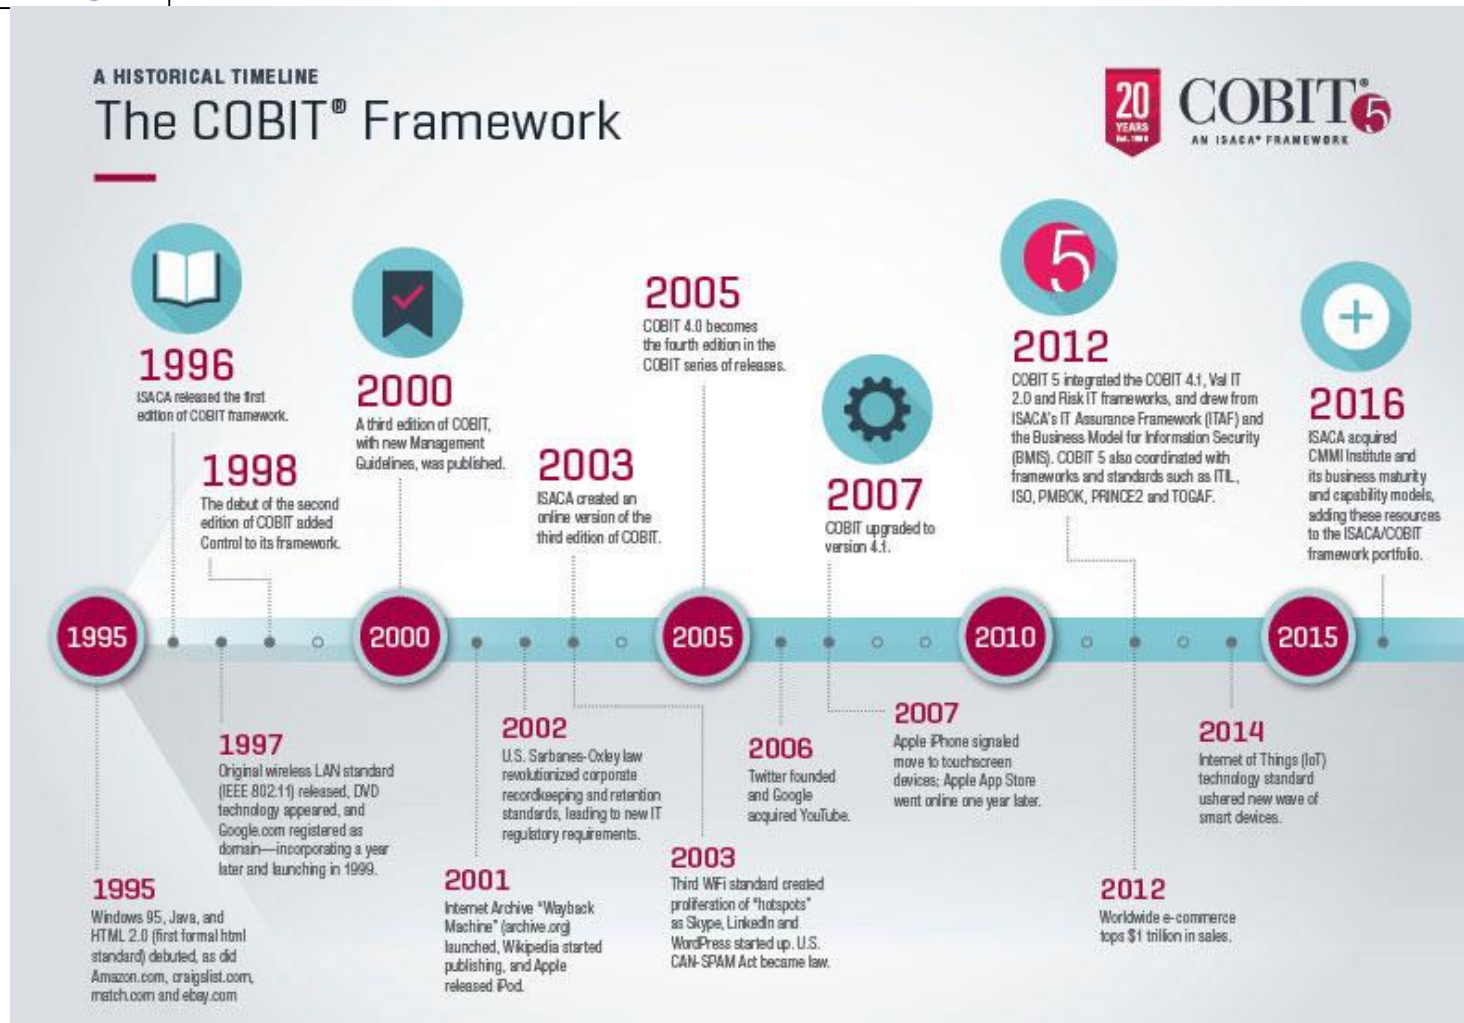 A HISTORICAL TIMELINE
The COBIT® Framework
20
YEARS
COBIT® 5
AN ISACA® FRAMEWORK
1996
ISACA released the first
edition of COBIT framework.
1998
The debut of the second
edition of COBIT added
Control to its framework.
2000
A third edition of COBIT,
with new Management
Guidelines, was published.
2003
ISACA created an
online version of the
third edition of COBIT.
2005
COBIT 4.0 becomes
the fourth edition in the
COBIT series of releases.
2007
COBIT upgraded to
version 4.1.
5
2012
COBIT 5 integrated the COBIT 4.1, Val IT
2.0 and Risk IT frameworks, and drew from
ISACA's IT Assurance Framework (ITAF) and
the Business Model for Information Security
(BMIS). COBIT 5 also coordinated with
frameworks and standards such as ITIL,
ISO, PMBOK, PRINCE2 and TOGAF.
2016
ISACA acquired
CMMI Institute and
its business maturity
and capability models,
adding these resources
to the ISACA/COBIT
framework portfolio.
1995
2000
2005
2010
2015
1995
Windows 95, Java, and
HTML 2.0 (first formal html
standard) debuted, as did
Amazon.com, craigslist.com,
match.com and ebay.com
1997
Original wireless LAN standard
(IEEE 802.11) released, DVD
technology appeared, and
Google.com registered as
domain—incorporating a year
later and launching in 1999.
2001
Internet Archive "Wayback
Machine" (archive.org)
launched, Wikipedia started
publishing, and Apple
released iPod.
2002
U.S. Sarbanes-Oxley law
revolutionized corporate
recordkeeping and retention
standards, leading to new IT
regulatory requirements.
2003
Third WiFi standard created
proliferation of "hotspots"
as Skype, LinkedIn and
WordPress started up. U.S.
CAN-SPAM Act became law.
2006
Twitter founded
and Google
acquired YouTube.
2007
Apple iPhone signaled
move to touchscreen
devices; Apple App Store
went online one year later.
2012
Worldwide e-commerce
tops $1 trillion in sales.
2014
Internet of Things (IoT)
technology standard
ushered new wave of
smart devices.